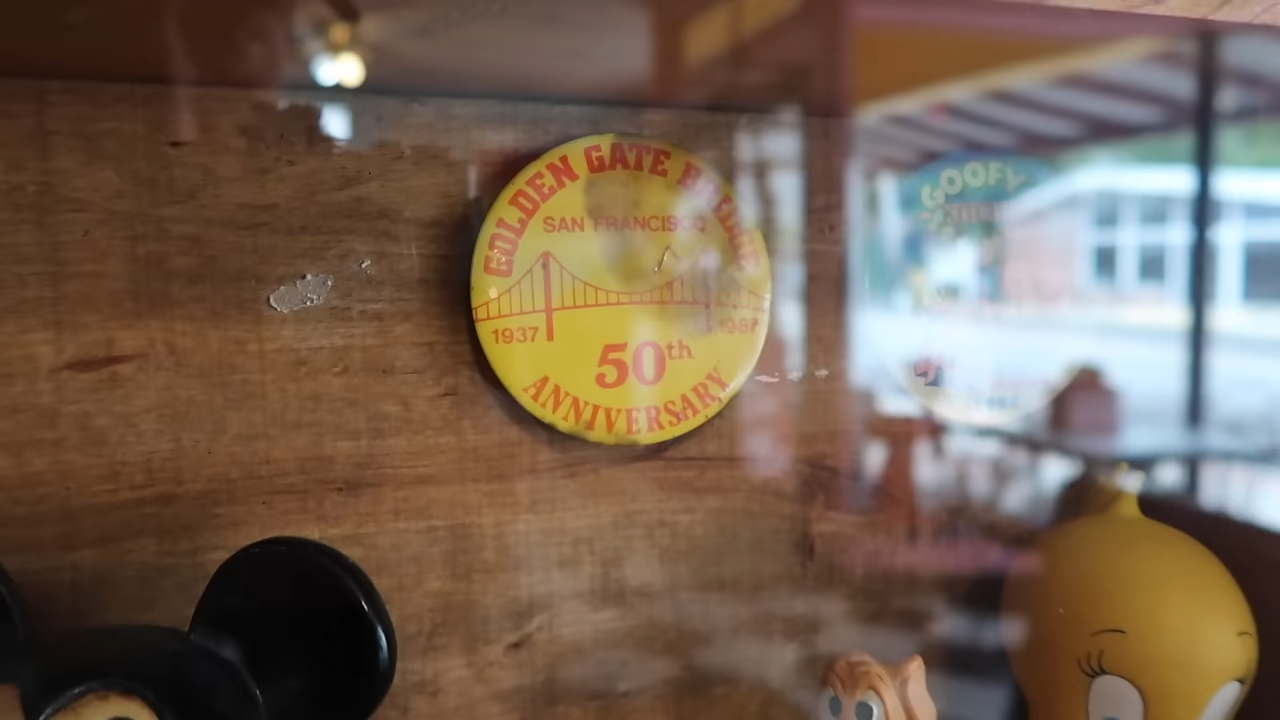 GOLDEN GATE BRIDGE
SAN FRANCISCO
1937
1987
50th
ANNIVERSARY
GOOFY